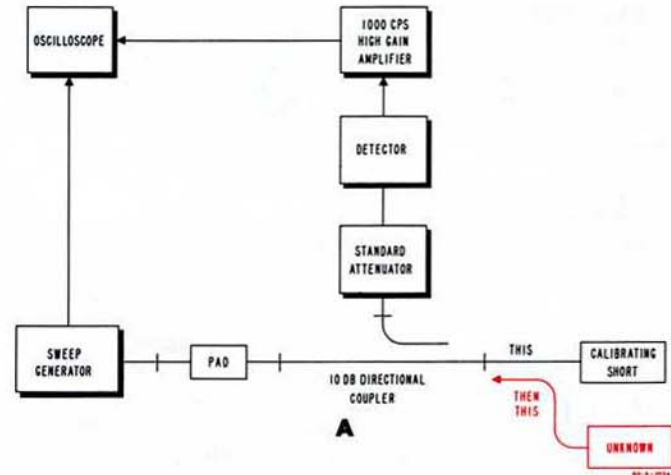 OSCILLOSCOPE
1000 CPS
HIGH GAIN
AMPLIFIER
DETECTOR
STANDARD
ATTENUATOR
SWEEP
GENERATOR
PAD
10 DB DIRECTIONAL
COUPLER
THIS
CALIBRATING
SHORT
THEN
THIS
A
UNKNOWN